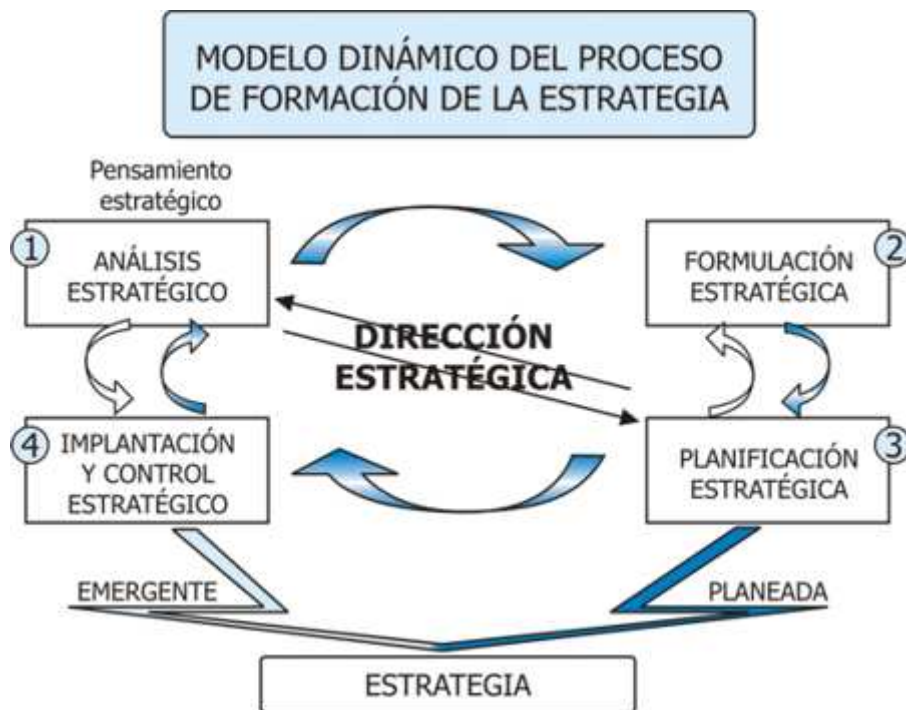 MODELO DINÁMICO DEL PROCESO
DE FORMACIÓN DE LA ESTRATEGIA
Pensamiento
estratégico
1
ANÁLISIS
ESTRATÉGICO
2
FORMULACIÓN
ESTRATÉGICA
DIRECCIÓN
ESTRATÉGICA
4
IMPLANTACIÓN
Y CONTROL
ESTRATÉGICO
3
PLANIFICACIÓN
ESTRATÉGICA
EMERGENTE
PLANEADA
ESTRATEGIA